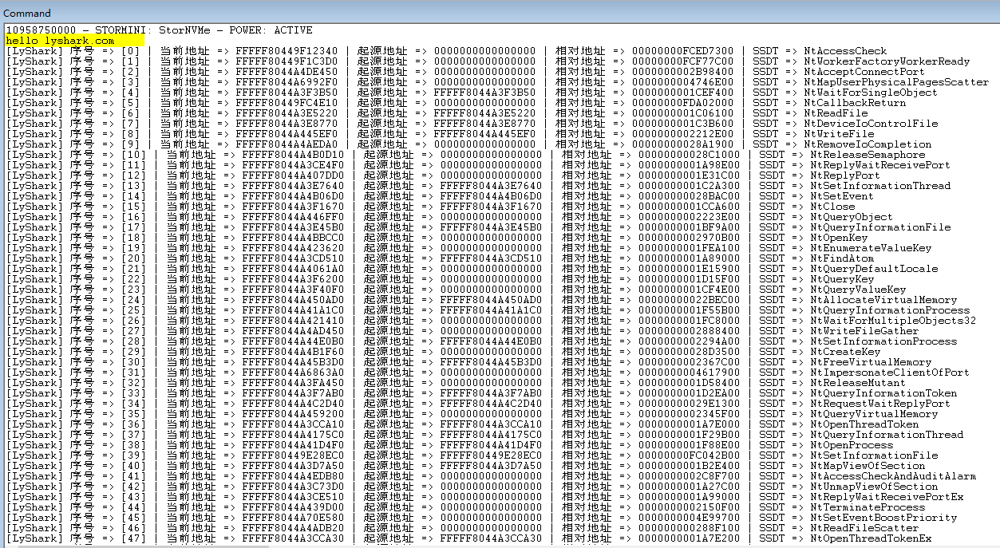 Command
10958750000 - STORMINI: StorNVMe - POWER: ACTIVE
hello lyshark.com
[LyShark] 序号 => [0] | 当前地址 => FFFFF80449F12340 | 起源地址 => 0000000000000000 | 相对地址 => 00000000FCED7300 | SSDT => NtAccessCheck
[LyShark] 序号 => [1] | 当前地址 => FFFFF80449F1C3D0 | 起源地址 => 0000000000000000 | 相对地址 => 00000000FCF77C00 | SSDT => NtWorkerFactoryWorkerReady
[LyShark] 序号 => [2] | 当前地址 => FFFFF8044A4DE450 | 起源地址 => 0000000000000000 | 相对地址 => 0000000002B98400 | SSDT => NtAcceptConnectPort
[LyShark] 序号 => [3] | 当前地址 => FFFFF8044A6992F0 | 起源地址 => 0000000000000000 | 相对地址 => 0000000004746E00 | SSDT => NtMapUserPhysicalPagesScatter
[LyShark] 序号 => [4] | 当前地址 => FFFFF8044A3F3B50 | 起源地址 => FFFFF8044A3F3B50 | 相对地址 => 0000000001CEF400 | SSDT => NtWaitForSingleObject
[LyShark] 序号 => [5] | 当前地址 => FFFFF80449FC4E10 | 起源地址 => 0000000000000000 | 相对地址 => 00000000FDA02000 | SSDT => NtCallbackReturn
[LyShark] 序号 => [6] | 当前地址 => FFFFF8044A3E5220 | 起源地址 => FFFFF8044A3E5220 | 相对地址 => 0000000001C06100 | SSDT => NtReadFile
[LyShark] 序号 => [7] | 当前地址 => FFFFF8044A3E8770 | 起源地址 => FFFFF8044A3E8770 | 相对地址 => 0000000001C3B600 | SSDT => NtDeviceIoControlFile
[LyShark] 序号 => [8] | 当前地址 => FFFFF8044A445EF0 | 起源地址 => FFFFF8044A445EF0 | 相对地址 => 0000000002212E00 | SSDT => NtWriteFile
[LyShark] 序号 => [9] | 当前地址 => FFFFF8044A4AEDA0 | 起源地址 => 0000000000000000 | 相对地址 => 00000000028A1900 | SSDT => NtRemoveIoCompletion
[LyShark] 序号 => [10] | 当前地址 => FFFFF8044A4B0D10 | 起源地址 => 0000000000000000 | 相对地址 => 00000000028C1000 | SSDT => NtReleaseSemaphore
[LyShark] 序号 => [11] | 当前地址 => FFFFF8044A3CE4F0 | 起源地址 => 0000000000000000 | 相对地址 => 0000000001A98E00 | SSDT => NtReplyWaitReceivePort
[LyShark] 序号 => [12] | 当前地址 => FFFFF8044A407DD0 | 起源地址 => 0000000000000000 | 相对地址 => 0000000001E31C00 | SSDT => NtReplyPort
[LyShark] 序号 => [13] | 当前地址 => FFFFF8044A3E7640 | 起源地址 => FFFFF8044A3E7640 | 相对地址 => 0000000001C2A300 | SSDT => NtSetInformationThread
[LyShark] 序号 => [14] | 当前地址 => FFFFF8044A4B06D0 | 起源地址 => FFFFF8044A4B06D0 | 相对地址 => 00000000028BAC00 | SSDT => NtSetEvent
[LyShark] 序号 => [15] | 当前地址 => FFFFF8044A3F1670 | 起源地址 => FFFFF8044A3F1670 | 相对地址 => 0000000001CCA600 | SSDT => NtClose
[LyShark] 序号 => [16] | 当前地址 => FFFFF8044A446FF0 | 起源地址 => 0000000000000000 | 相对地址 => 0000000002223E00 | SSDT => NtQueryObject
[LyShark] 序号 => [17] | 当前地址 => FFFFF8044A3E45B0 | 起源地址 => FFFFF8044A3E45B0 | 相对地址 => 0000000001BF9A00 | SSDT => NtQueryInformationFile
[LyShark] 序号 => [18] | 当前地址 => FFFFF8044A4BBCC0 | 起源地址 => 0000000000000000 | 相对地址 => 0000000002970B00 | SSDT => NtOpenKey
[LyShark] 序号 => [19] | 当前地址 => FFFFF8044A423620 | 起源地址 => 0000000000000000 | 相对地址 => 0000000001FEA100 | SSDT => NtEnumerateValueKey
[LyShark] 序号 => [20] | 当前地址 => FFFFF8044A3CD510 | 起源地址 => FFFFF8044A3CD510 | 相对地址 => 0000000001A89000 | SSDT => NtFindAtom
[LyShark] 序号 => [21] | 当前地址 => FFFFF8044A4061A0 | 起源地址 => 0000000000000000 | 相对地址 => 0000000001E15900 | SSDT => NtQueryDefaultLocale
[LyShark] 序号 => [22] | 当前地址 => FFFFF8044A3F6200 | 起源地址 => 0000000000000000 | 相对地址 => 0000000001D15F00 | SSDT => NtQueryKey
[LyShark] 序号 => [23] | 当前地址 => FFFFF8044A3F40F0 | 起源地址 => 0000000000000000 | 相对地址 => 0000000001CF4E00 | SSDT => NtQueryValueKey
[LyShark] 序号 => [24] | 当前地址 => FFFFF8044A450AD0 | 起源地址 => FFFFF8044A450AD0 | 相对地址 => 00000000022BEC00 | SSDT => NtAllocateVirtualMemory
[LyShark] 序号 => [25] | 当前地址 => FFFFF8044A41A1C0 | 起源地址 => FFFFF8044A41A1C0 | 相对地址 => 0000000001F55B00 | SSDT => NtQueryInformationProcess
[LyShark] 序号 => [26] | 当前地址 => FFFFF8044A421410 | 起源地址 => 0000000000000000 | 相对地址 => 0000000001FC8000 | SSDT => NtWaitForMultipleObjects32
[LyShark] 序号 => [27] | 当前地址 => FFFFF8044A4AD450 | 起源地址 => 0000000000000000 | 相对地址 => 0000000002888400 | SSDT => NtWriteFileGather
[LyShark] 序号 => [28] | 当前地址 => FFFFF8044A44E0B0 | 起源地址 => FFFFF8044A44E0B0 | 相对地址 => 0000000002294A00 | SSDT => NtSetInformationProcess
[LyShark] 序号 => [29] | 当前地址 => FFFFF8044A4B1F60 | 起源地址 => 0000000000000000 | 相对地址 => 00000000028D3500 | SSDT => NtCreateKey
[LyShark] 序号 => [30] | 当前地址 => FFFFF8044A45B3D0 | 起源地址 => FFFFF8044A45B3D0 | 相对地址 => 0000000002367C00 | SSDT => NtFreeVirtualMemory
[LyShark] 序号 => [31] | 当前地址 => FFFFF8044A6863A0 | 起源地址 => 0000000000000000 | 相对地址 => 0000000004617900 | SSDT => NtImpersonateClientOfPort
[LyShark] 序号 => [32] | 当前地址 => FFFFF8044A3FA450 | 起源地址 => 0000000000000000 | 相对地址 => 0000000001D58400 | SSDT => NtReleaseMutant
[LyShark] 序号 => [33] | 当前地址 => FFFFF8044A3F7AB0 | 起源地址 => FFFFF8044A3F7AB0 | 相对地址 => 0000000001D2EA00 | SSDT => NtQueryInformationToken
[LyShark] 序号 => [34] | 当前地址 => FFFFF8044A4C2D40 | 起源地址 => FFFFF8044A4C2D40 | 相对地址 => 00000000029E1300 | SSDT => NtRequestWaitReplyPort
[LyShark] 序号 => [35] | 当前地址 => FFFFF8044A459200 | 起源地址 => 0000000000000000 | 相对地址 => 0000000002345F00 | SSDT => NtQueryVirtualMemory
[LyShark] 序号 => [36] | 当前地址 => FFFFF8044A3CCA10 | 起源地址 => FFFFF8044A3CCA10 | 相对地址 => 0000000001A7E000 | SSDT => NtOpenThreadToken
[LyShark] 序号 => [37] | 当前地址 => FFFFF8044A4175C0 | 起源地址 => FFFFF8044A4175C0 | 相对地址 => 0000000001F29B00 | SSDT => NtQueryInformationThread
[LyShark] 序号 => [38] | 当前地址 => FFFFF8044A41D4F0 | 起源地址 => FFFFF8044A41D4F0 | 相对地址 => 0000000001F88E00 | SSDT => NtOpenProcess
[LyShark] 序号 => [39] | 当前地址 => FFFFF80449E28EC0 | 起源地址 => FFFFF80449E28EC0 | 相对地址 => 00000000FC042B00 | SSDT => NtSetInformationFile
[LyShark] 序号 => [40] | 当前地址 => FFFFF8044A3D7A50 | 起源地址 => FFFFF8044A3D7A50 | 相对地址 => 0000000001B2E400 | SSDT => NtMapViewOfSection
[LyShark] 序号 => [41] | 当前地址 => FFFFF8044A4EDB80 | 起源地址 => 0000000000000000 | 相对地址 => 0000000002C8F700 | SSDT => NtAccessCheckAndAuditAlarm
[LyShark] 序号 => [42] | 当前地址 => FFFFF8044A3C73D0 | 起源地址 => 0000000000000000 | 相对地址 => 0000000001A27C00 | SSDT => NtUnmapViewOfSection
[LyShark] 序号 => [43] | 当前地址 => FFFFF8044A3CE510 | 起源地址 => 0000000000000000 | 相对地址 => 0000000001A99000 | SSDT => NtReplyWaitReceivePortEx
[LyShark] 序号 => [44] | 当前地址 => FFFFF8044A439D00 | 起源地址 => 0000000000000000 | 相对地址 => 0000000002150F00 | SSDT => NtTerminateProcess
[LyShark] 序号 => [45] | 当前地址 => FFFFF8044A70E580 | 起源地址 => 0000000000000000 | 相对地址 => 0000000004E99700 | SSDT => NtSetEventBoostPriority
[LyShark] 序号 => [46] | 当前地址 => FFFFF8044A4ADB20 | 起源地址 => 0000000000000000 | 相对地址 => 000000000288F100 | SSDT => NtReadFileScatter
[LyShark] 序号 => [47] | 当前地址 => FFFFF8044A3CCA30 | 起源地址 => FFFFF8044A3CCA30 | 相对地址 => 0000000001A7E200 | SSDT => NtOpenThreadTokenEx